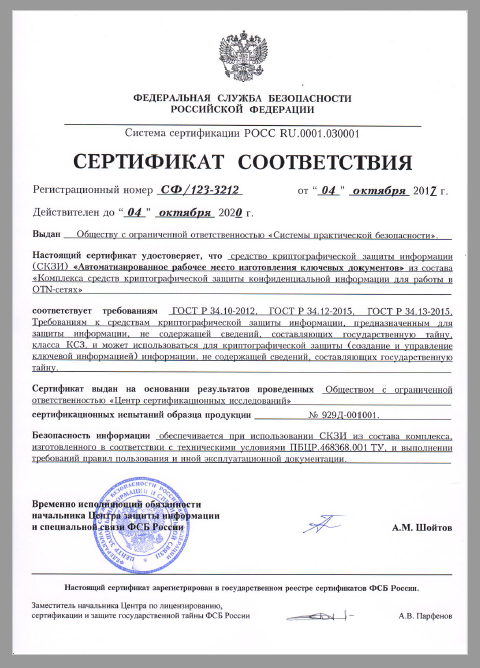 ФЕДЕРАЛЬНАЯ СЛУЖБА БЕЗОПАСНОСТИ
РОССИЙСКОЙ ФЕДЕРАЦИИ
Система сертификации РОСС RU.0001.030001
СЕРТИФИКАТ СООТВЕТСТВИЯ
Регистрационный номер СФ/123-3212 от “04” октября 2017 г.
Действителен до “04” октября 2020 г.
Выдан Обществу с ограниченной ответственностью «Системы практической безопасности».
Настоящий сертификат удостоверяет, что средство криптографической защиты информации
(СКЗИ) «Автоматизированное рабочее место изготовления ключевых документов» из состава
«Комплекса средств криптографической защиты конфиденциальной информации для работы в
OTN-сетях»
соответствует требованиям ГОСТ Р 34.10-2012, ГОСТ Р 34.12-2015, ГОСТ Р 34.13-2015,
Требованиям к средствам криптографической защиты информации, предназначенным для
защиты информации, не содержащей сведений, составляющих государственную тайну,
класса КС3, и может использоваться для криптографической защиты (создание и управление
ключевой информацией) информации, не содержащей сведений, составляющих государственную
тайну.
Сертификат выдан на основании результатов проведенных Обществом с ограниченной
ответственностью «Центр сертификационных исследований»
сертификационных испытаний образца продукции № 929Д-001001.
Безопасность информации обеспечивается при использовании СКЗИ из состава комплекса,
изготовленного в соответствии с техническими условиями ПБЦР.468368.001 ТУ, и выполнении
требований правил пользования и иной эксплуатационной документации.
Временно исполняющий обязанности
начальника Центра защиты информации
и специальной связи ФСБ России А.М. Шойтов
Настоящий сертификат зарегистрирован в государственном реестре сертификатов ФСБ России.
Заместитель начальника Центра по лицензированию,
сертификации и защите государственной тайны ФСБ России А.В. Парфенов